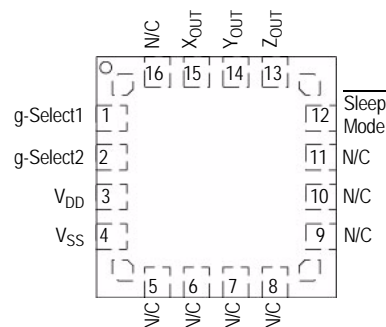 N/C XOUT YOUT ZOUT
16 15 14 13
g-Select1 1 12 Sleep Mode
g-Select2 2 11 N/C
VDD 3 10 N/C
VSS 4 9 N/C
5 6 7 8
N/C N/C N/C N/C